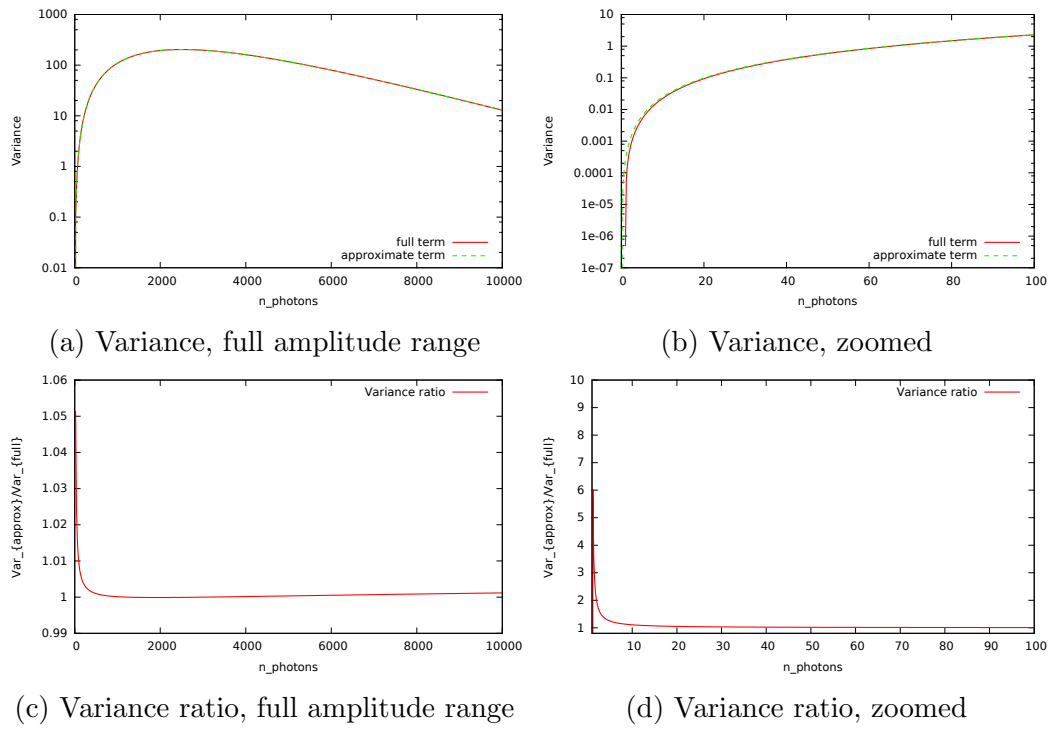 1000
100
10
1
0.1
0.01
Variance
0 2000 4000 6000 8000 10000
n_photons
full term
approximate term
(a) Variance, full amplitude range
10
1
0.1
0.01
0.001
0.0001
1e-05
1e-06
1e-07
Variance
0 20 40 60 80 100
n_photons
full term
approximate term
(b) Variance, zoomed
1.06
1.05
1.04
1.03
1.02
1.01
1
0.99
Var_{approx}/Var_{full}
0 2000 4000 6000 8000 10000
n_photons
Variance ratio
(c) Variance ratio, full amplitude range
10
9
8
7
6
5
4
3
2
1
Var_{approx}/Var_{full}
10 20 30 40 50 60 70 80 90 100
n_photons
Variance ratio
(d) Variance ratio, zoomed